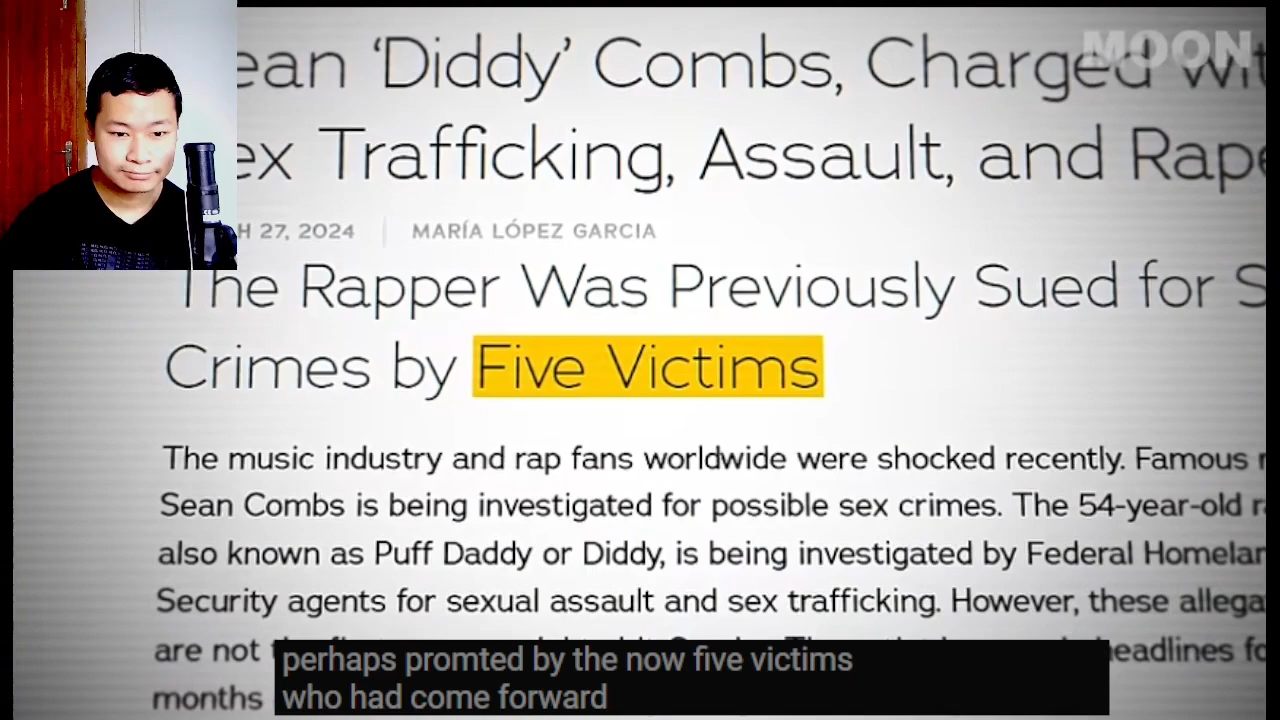 MOON
ean ‘Diddy’ Combs, Charged Wit
ex Trafficking, Assault, and Rape
H 27, 2024 MARÍA LÓPEZ GARCIA
The Rapper Was Previously Sued for S
Crimes by Five Victims
The music industry and rap fans worldwide were shocked recently. Famous r
Sean Combs is being investigated for possible sex crimes. The 54-year-old r
also known as Puff Daddy or Diddy, is being investigated by Federal Homelan
Security agents for sexual assault and sex trafficking. However, these allega
are not headlines fo
months
perhaps promted by the now five victims
who had come forward